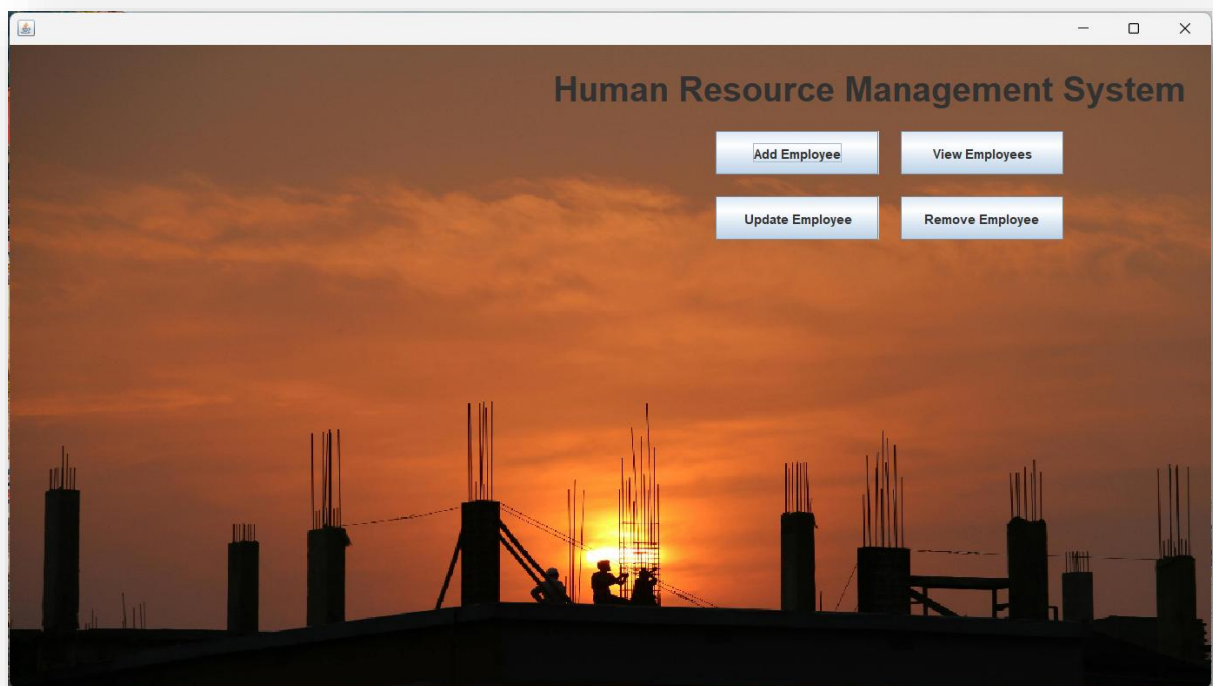 Human Resource Management System
Add Employee View Employees
Update Employee Remove Employee